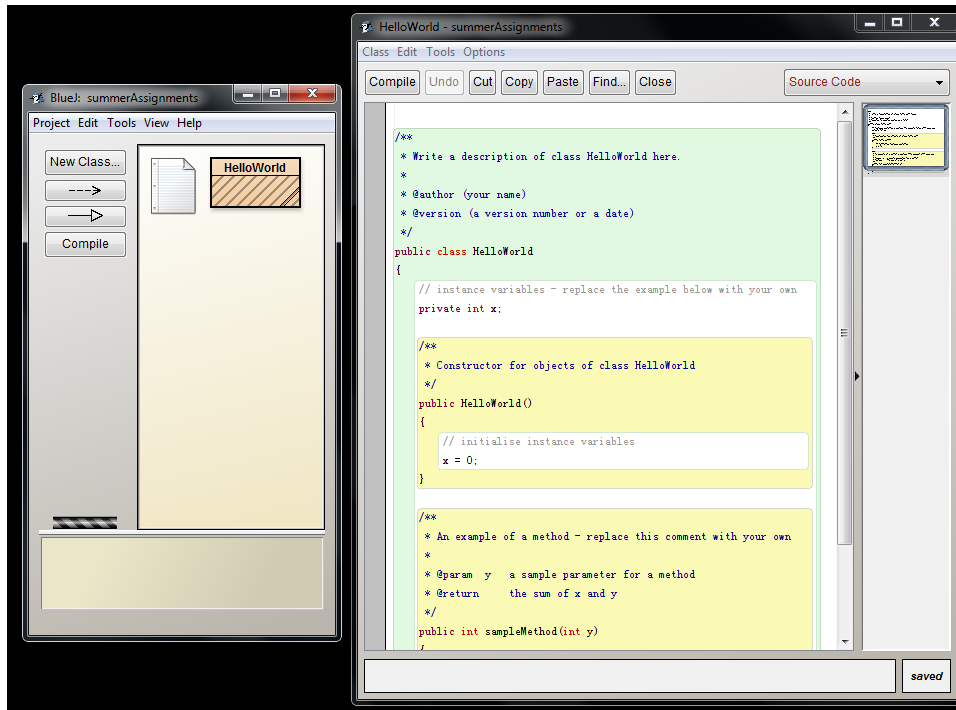 BlueJ: summerAssignments
Project Edit Tools View Help
New Class...
Compile
HelloWorld
HelloWorld - summerAssignments
Class Edit Tools Options
Compile Undo Cut Copy Paste Find... Close Source Code
/**
* Write a description of class HelloWorld here.
*
* @author (your name)
* @version (a version number or a date)
*/
public class HelloWorld
{
// instance variables - replace the example below with your own
private int x;
/**
* Constructor for objects of class HelloWorld
*/
public HelloWorld()
{
// initialise instance variables
x = 0;
}
/**
* An example of a method - replace this comment with your own
*
* @param y a sample parameter for a method
* @return the sum of x and y
*/
public int sampleMethod(int y)
{
saved